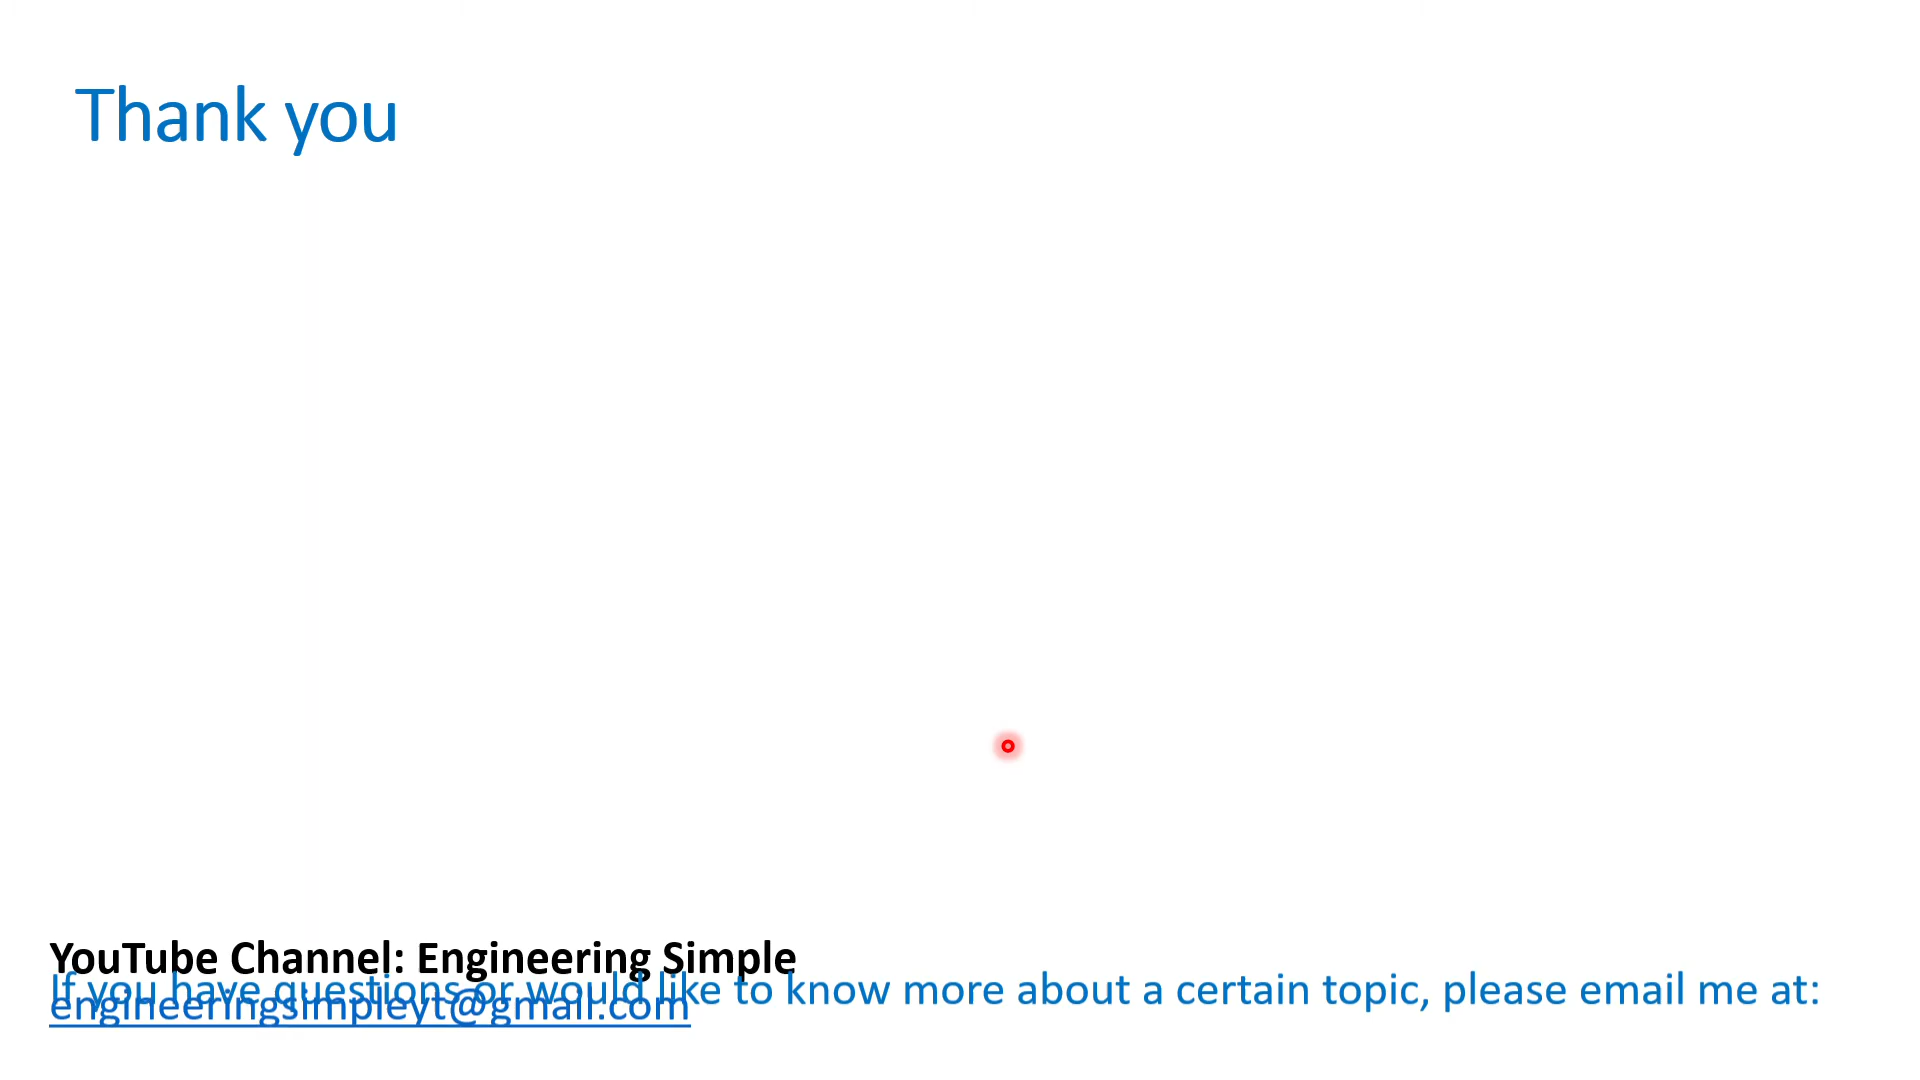 Thank you
YouTube Channel: Engineering Simple
If you have questions or would like to know more about a certain topic, please email me at:
engineeringsimpleyt@gmail.com